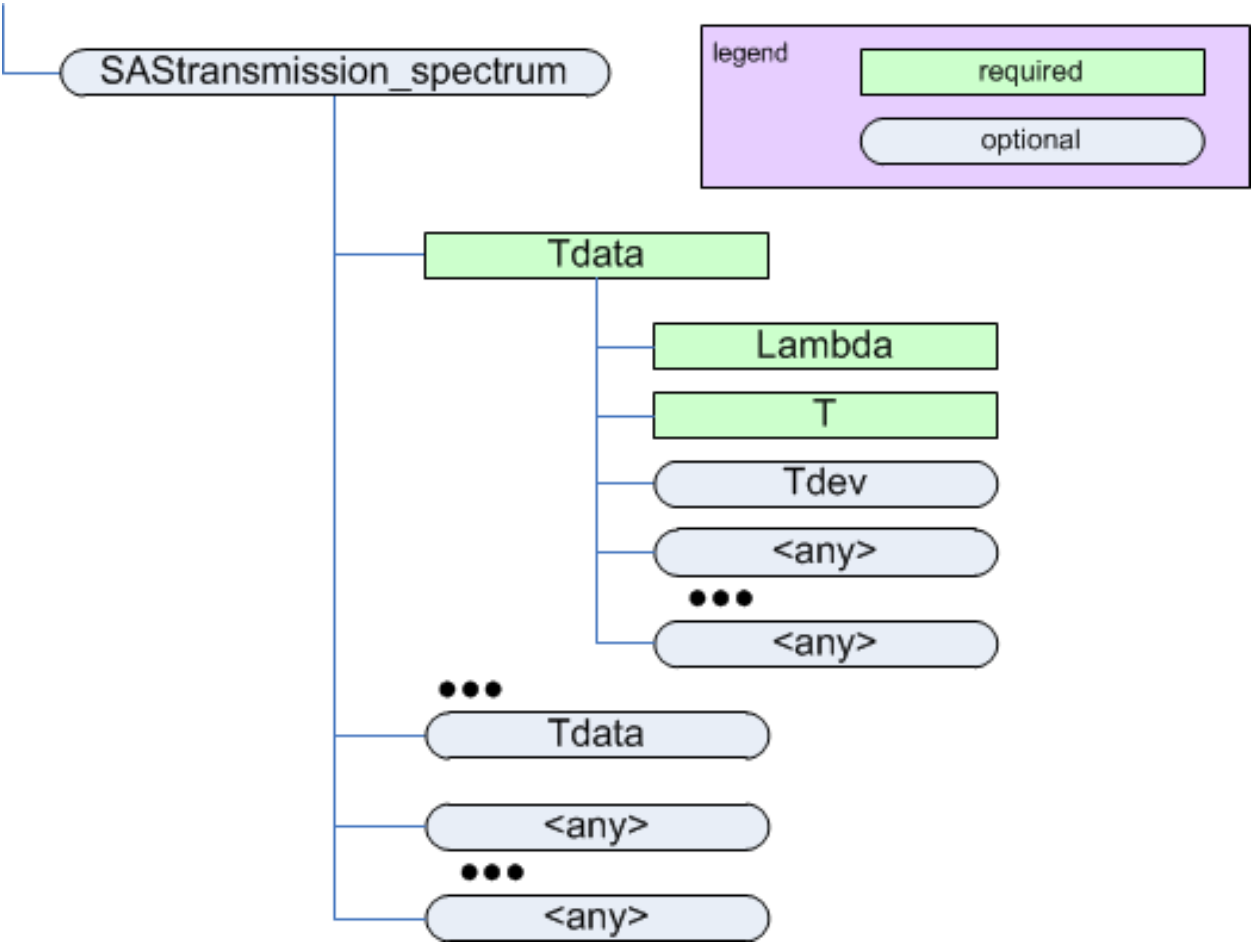 SAStransmission_spectrum
legend
required
optional
Tdata
Lambda
T
Tdev
<any>
<any>
Tdata
<any>
<any>